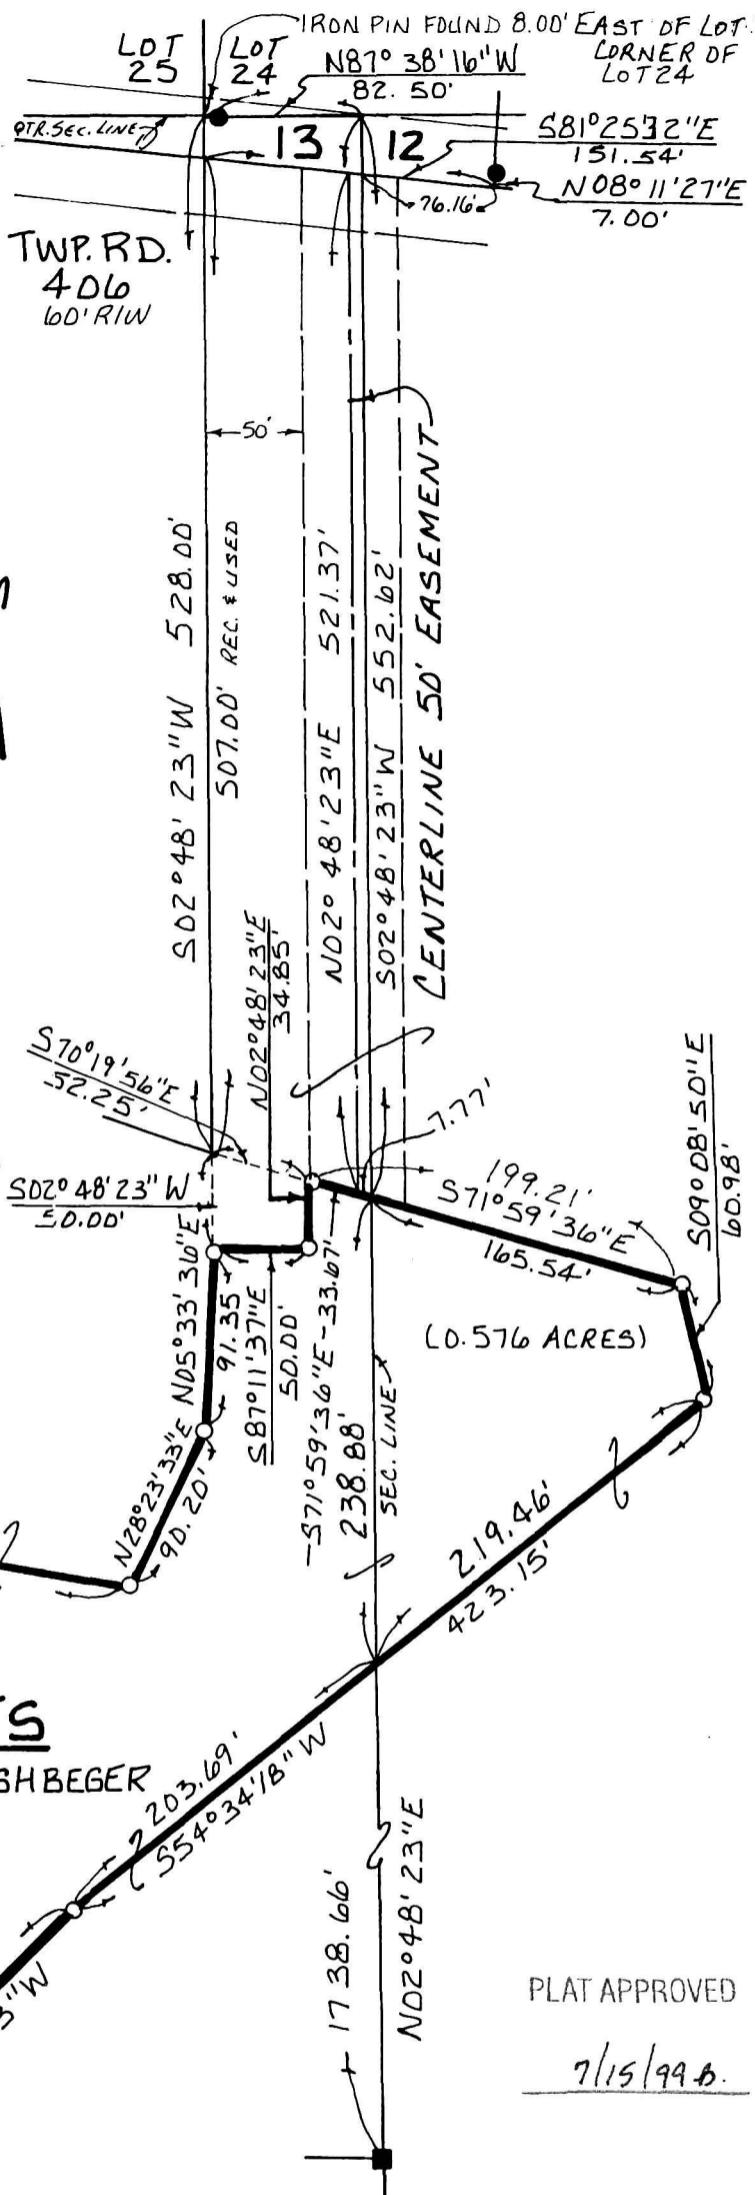 IRON PIN FOUND 8.00' EAST OF LOT
CORNER OF
LOT 24
LOT
25
LOT
24
N87° 38' 16" W
82.50'
QTR. SEC. LINE
13
12
S81°25'32"E
151.54'
N08° 11' 27"E
7.00'
76.16'
TWP. RD.
406
60' R/W
50'
S02°48' 23"W 528.00'
507.00' REC. & USED
N02° 48' 23"E 521.37'
S02°48' 23"W 552.62'
CENTERLINE 50' EASEMENT
N02°48' 23"E
34.85'
S70°19'56"E
52.25'
7.77'
S02° 48' 23" W
50.00'
199.21'
S71°59'36"E
165.54'
S09°08'50"E
60.98'
N05°33' 36"E
91.35
S87°11'37"E
50.00'
S71°59'36"E-33.67'
238.88'
SEC. LINE
(0.576 ACRES)
N28°23'33"E
90.20'
219.46'
423.15'
TS
SHBEGER
203.69'
S54°34'18" W
3"W
1738.66'
N02°48' 23"E
PLAT APPROVED
7/15/99 B.